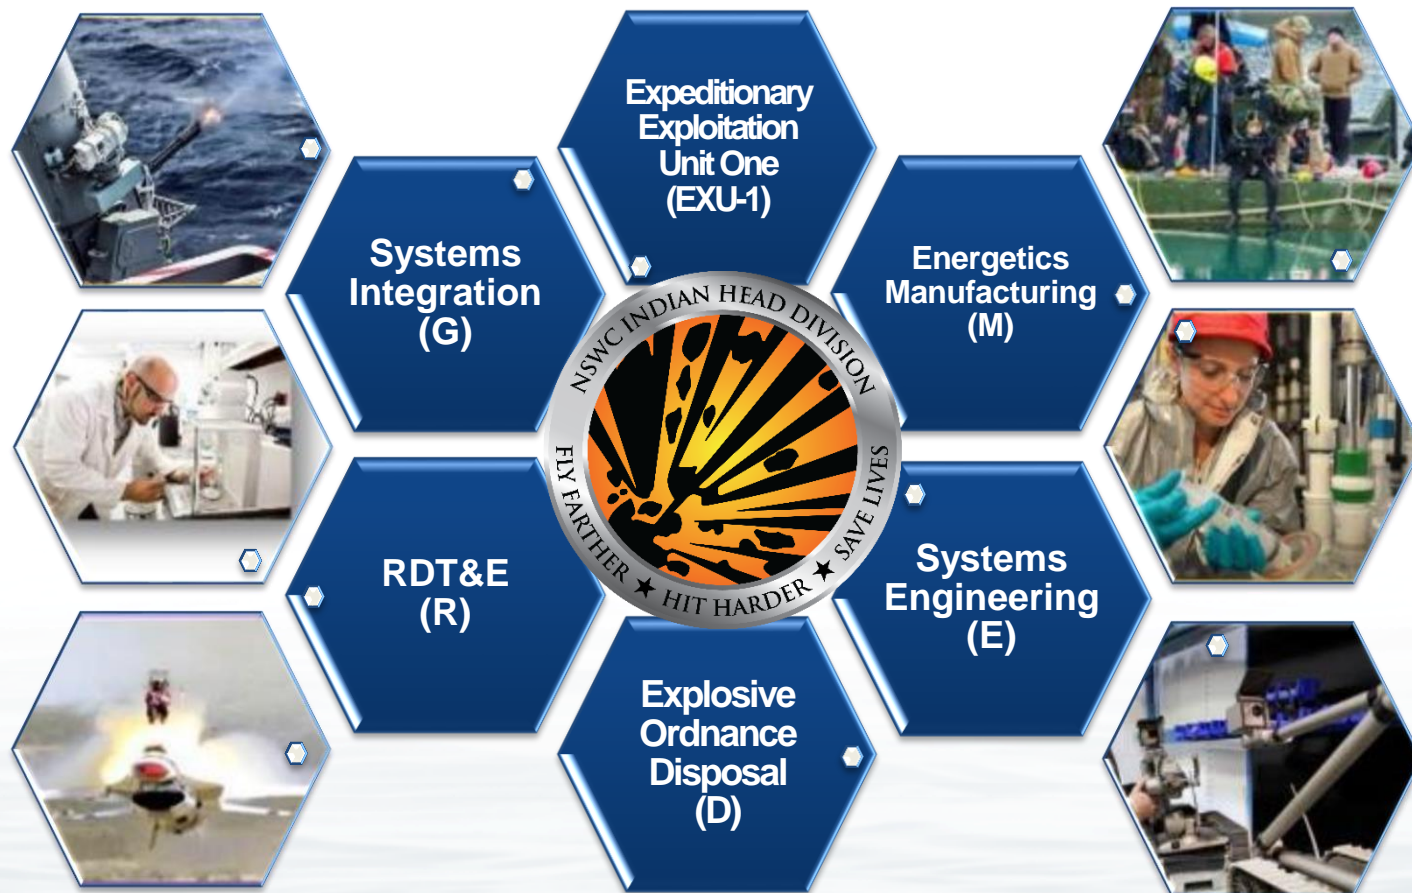 Expeditionary
Exploitation
Unit One
(EXU-1)
Systems
Integration
(G)
Energetics
Manufacturing
(M)
NSWC INDIAN HEAD DIVISION
FLY FARTHER ★ HIT HARDER ★ SAVE LIVES
RDT&E
(R)
Systems
Engineering
(E)
Explosive
Ordnance
Disposal
(D)